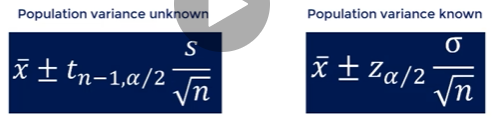 Population variance unknown
x̄ ± t_{n−1,α/2} s/√n
Population variance known
x̄ ± z_{α/2} σ/√n